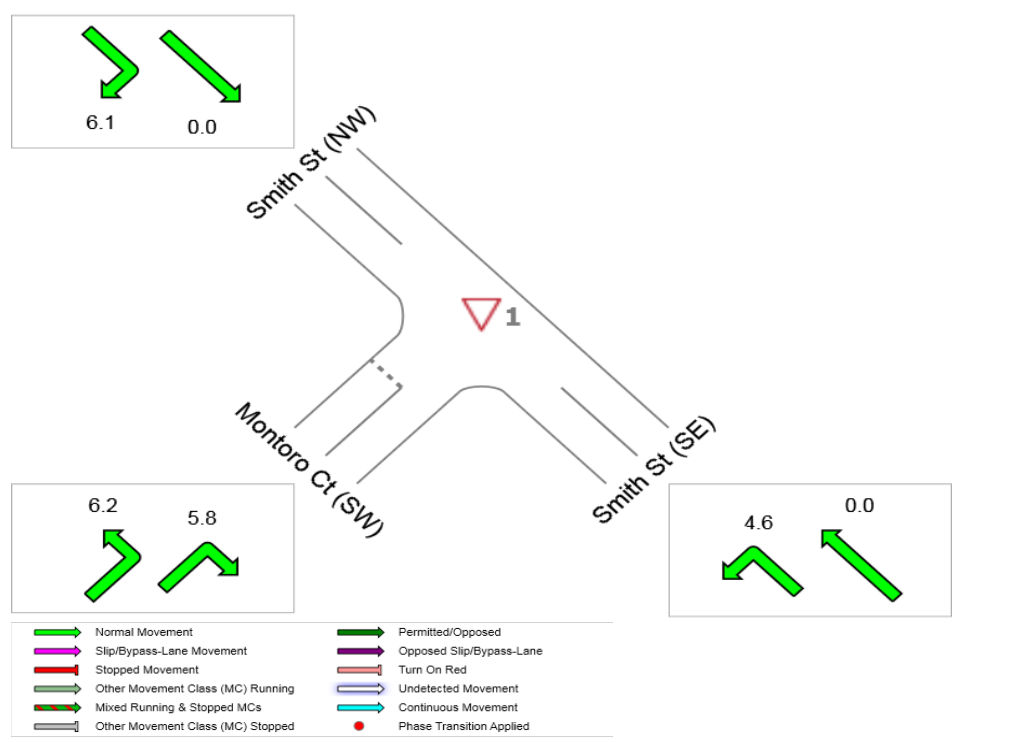 6.1
0.0
Smith St (NW)
1
Montoro Ct (SW)
Smith St (SE)
6.2
5.8
4.6
0.0
Normal Movement
Slip/Bypass-Lane Movement
Stopped Movement
Other Movement Class (MC) Running
Mixed Running & Stopped MCs
Other Movement Class (MC) Stopped
Permitted/Opposed
Opposed Slip/Bypass-Lane
Turn On Red
Undetected Movement
Continuous Movement
Phase Transition Applied